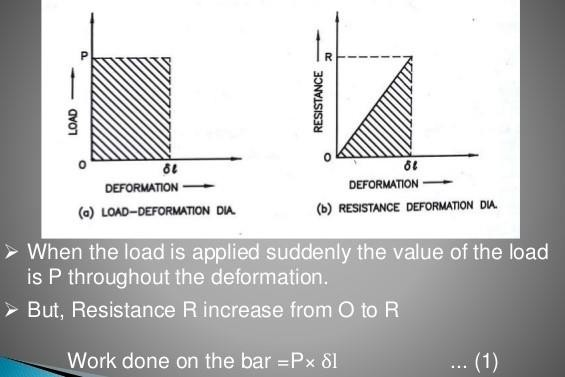 P
LOAD
O
δℓ
DEFORMATION
(a) LOAD-DEFORMATION DIA.
R
RESISTANCE
O
δℓ
DEFORMATION
(b) RESISTANCE DEFORMATION DIA.
➢ When the load is applied suddenly the value of the load
is P throughout the deformation.
➢ But, Resistance R increase from O to R
Work done on the bar =P× δl ... (1)